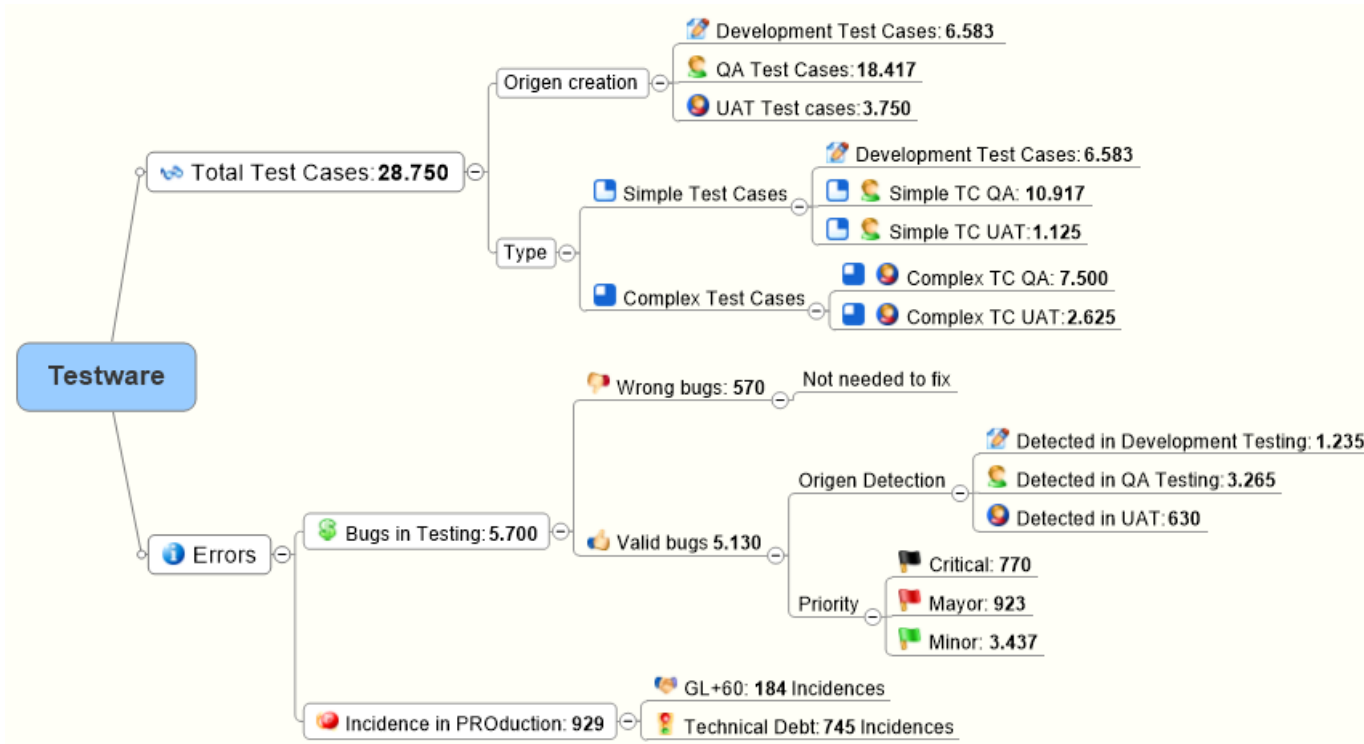 Testware
Total Test Cases: 28.750
Origen creation
Development Test Cases: 6.583
QA Test Cases: 18.417
UAT Test cases: 3.750
Type
Simple Test Cases
Development Test Cases: 6.583
Simple TC QA: 10.917
Simple TC UAT: 1.125
Complex Test Cases
Complex TC QA: 7.500
Complex TC UAT: 2.625
Errors
Bugs in Testing: 5.700
Wrong bugs: 570
Not needed to fix
Valid bugs 5.130
Origen Detection
Detected in Development Testing: 1.235
Detected in QA Testing: 3.265
Detected in UAT: 630
Priority
Critical: 770
Mayor: 923
Minor: 3.437
Incidence in PROduction: 929
GL+60: 184 Incidences
Technical Debt: 745 Incidences